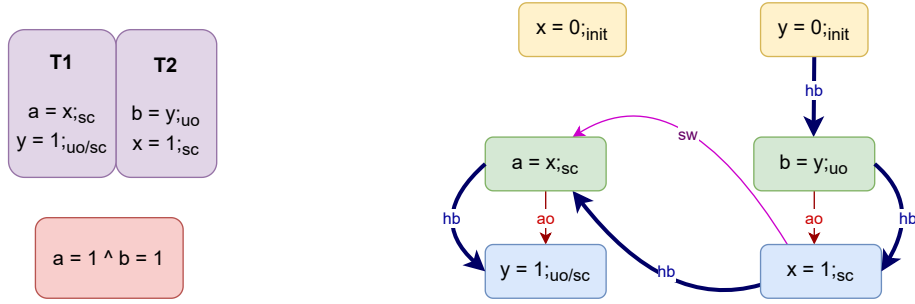 T1
a = x;sc
y = 1;uo/sc
T2
b = y;uo
x = 1;sc
a = 1 ^ b = 1
x = 0;init
y = 0;init
hb
sw
a = x;sc
b = y;uo
hb
ao
ao
hb
y = 1;uo/sc
hb
x = 1;sc